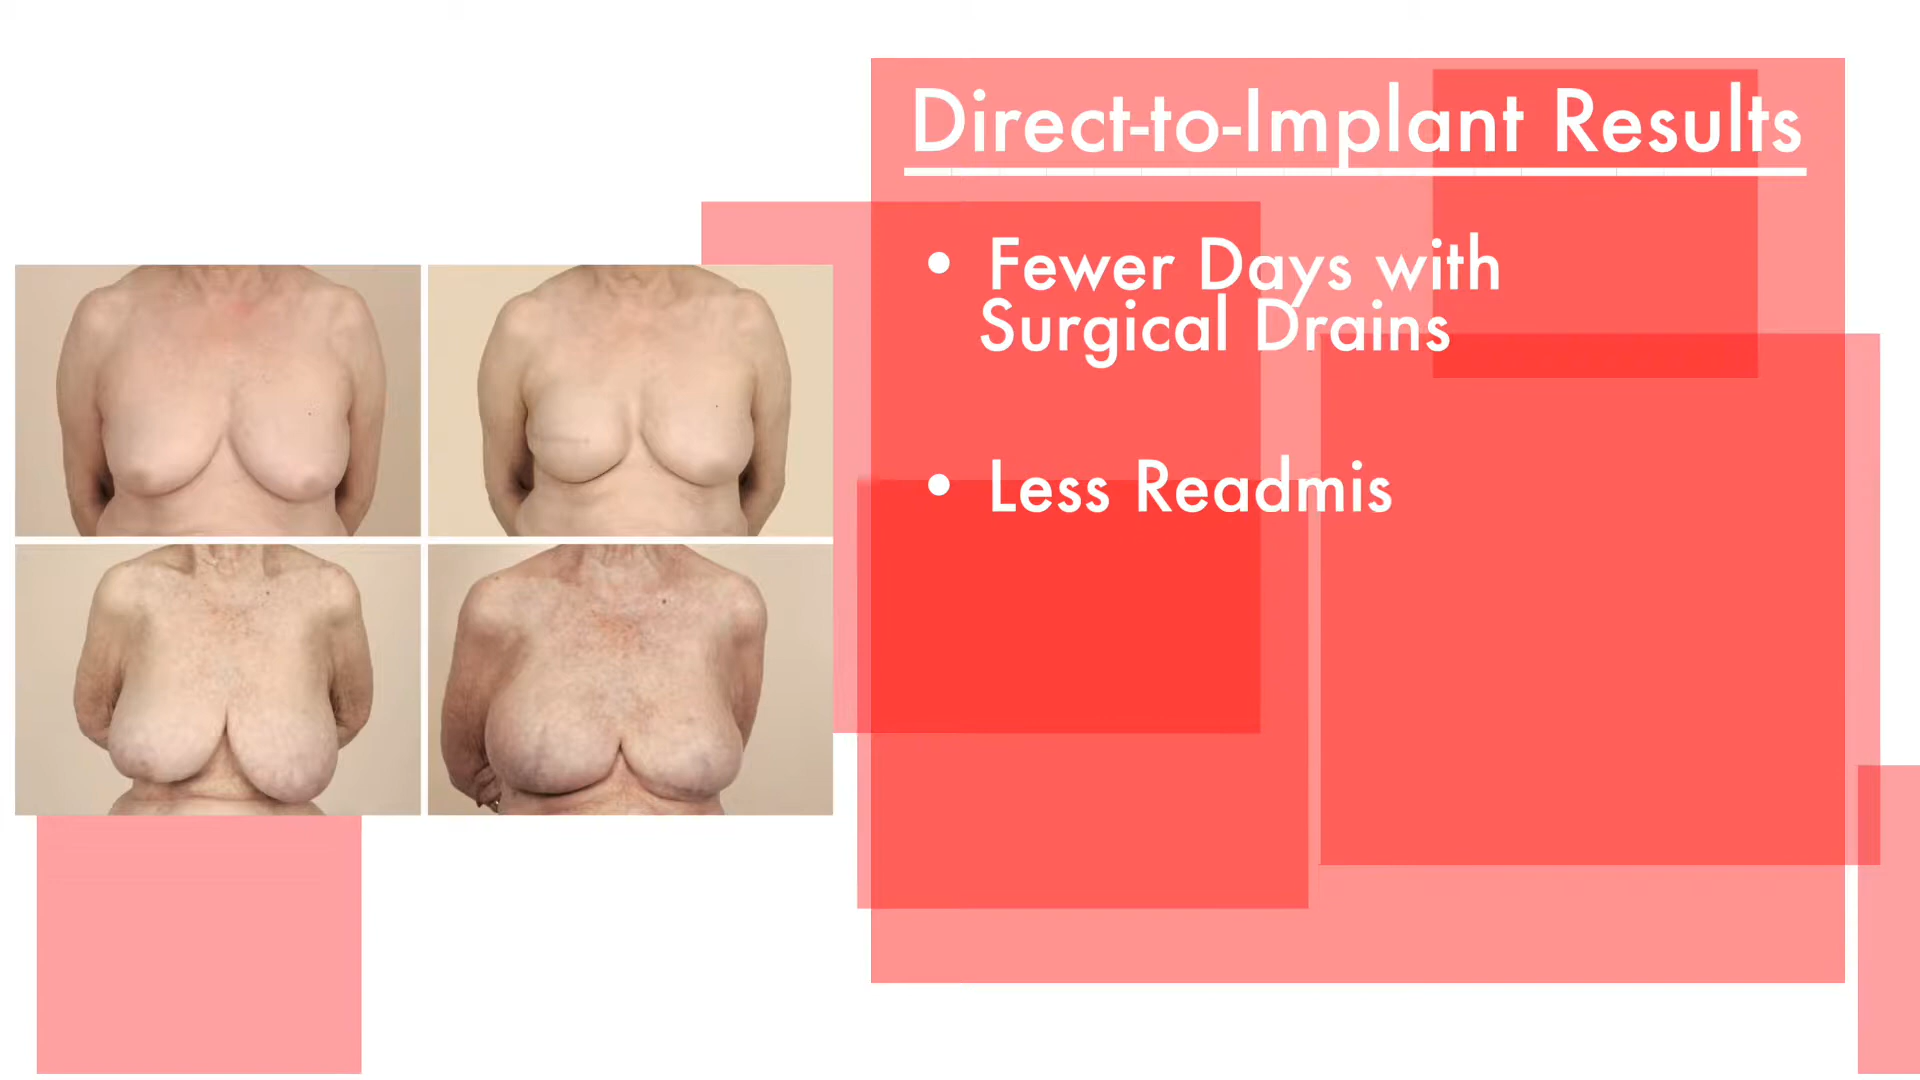 Direct-to-Implant Results
• Fewer Days with
Surgical Drains
• Less Readmis